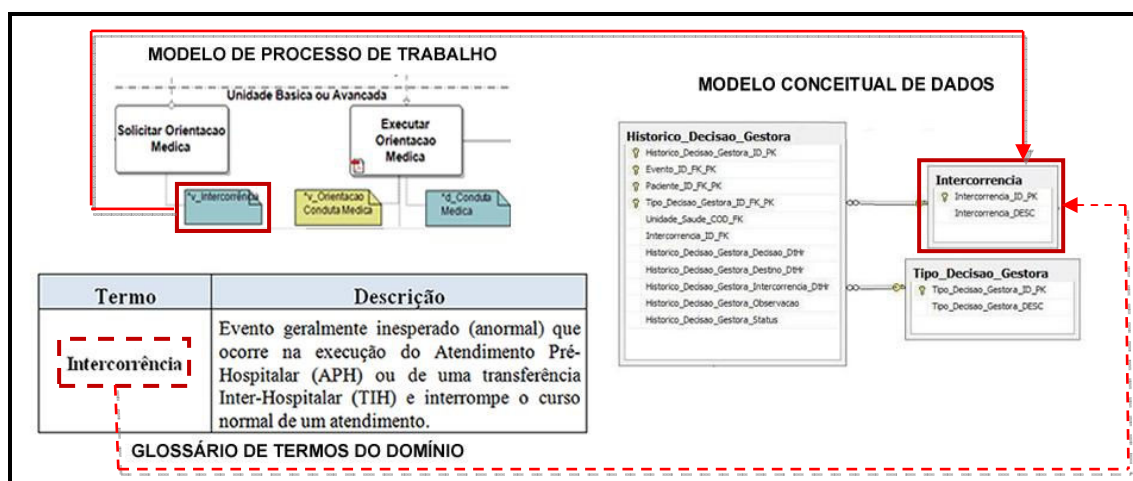 MODELO DE PROCESSO DE TRABALHO
Unidade Basica ou Avancada
Solicitar Orientacao
Medica
Executar
Orientacao
Medica
*v_Intercorrência
*v_Orientacao
Conduta Medica
*d_Conduta
Medica
MODELO CONCEITUAL DE DADOS
Historico_Decisao_Gestora
Historico_Decisao_Gestora_ID_PK
Evento_ID_FK_PK
Paciente_ID_FK_PK
Tipo_Decisao_Gestora_ID_FK_PK
Unidade_Saude_COD_FK
Intercorrencia_ID_FK
Historico_Decisao_Gestora_Decisao_DtHr
Historico_Decisao_Gestora_Destino_DtHr
Historico_Decisao_Gestora_Intercorrencia_DtHr
Historico_Decisao_Gestora_Observacao
Historico_Decisao_Gestora_Status
Intercorrencia
Intercorrencia_ID_PK
Intercorrencia_DESC
Tipo_Decisao_Gestora
Tipo_Decisao_Gestora_ID_PK
Tipo_Decisao_Gestora_DESC
Termo
Descrição
Intercorrência
Evento geralmente inesperado (anormal) que
ocorre na execução do Atendimento Pré-
Hospitalar (APH) ou de uma transferência
Inter-Hospitalar (TIH) e interrompe o curso
normal de um atendimento.
GLOSSÁRIO DE TERMOS DO DOMÍNIO